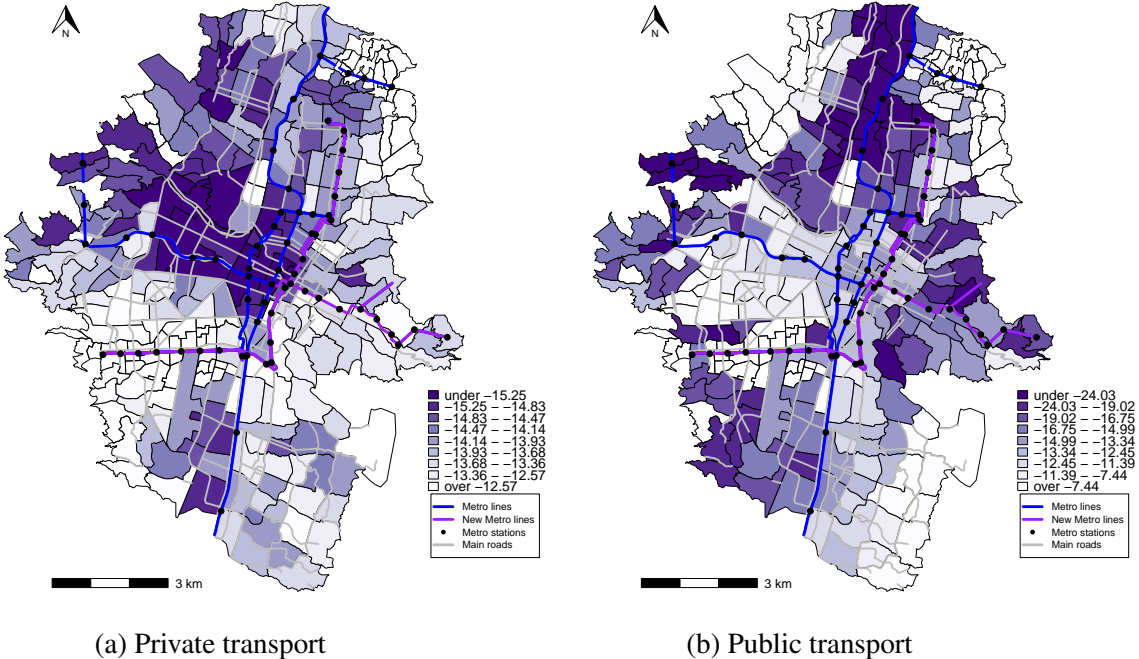 N
under −15.25
−15.25 − −14.83
−14.83 − −14.47
−14.47 − −14.14
−14.14 − −13.93
−13.93 − −13.68
−13.68 − −13.36
−13.36 − −12.57
over −12.57
Metro lines
New Metro lines
Metro stations
Main roads
3 km
(a) Private transport
N
under −24.03
−24.03 − −19.02
−19.02 − −16.75
−16.75 − −14.99
−14.99 − −13.34
−13.34 − −12.45
−12.45 − −11.39
−11.39 − −7.44
over −7.44
Metro lines
New Metro lines
Metro stations
Main roads
3 km
(b) Public transport